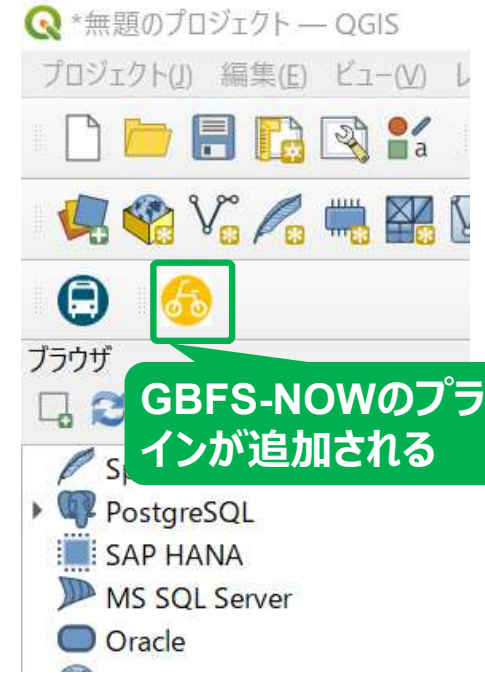 *無題のプロジェクト — QGIS
プロジェクト(J) 編集(E) ビュー(V)
a
ブラウザ
GBFS-NOWのプラ
インが追加される
PostgreSQL
SAP HANA
MS SQL Server
Oracle